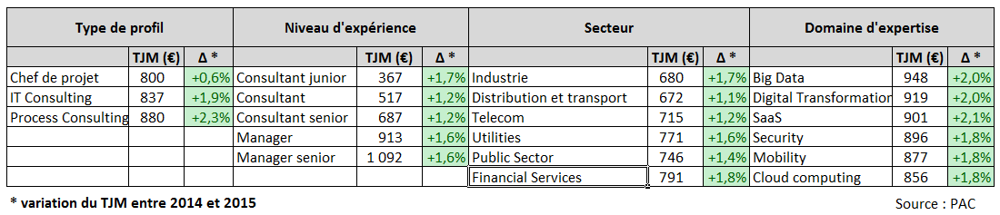 Type de profil Niveau d'expérience Secteur Domaine d'expertise
TJM (€) Δ * TJM (€) Δ * TJM (€) Δ * TJM (€) Δ *
Chef de projet 800 +0,6% Consultant junior 367 +1,7% Industrie 680 +1,7% Big Data 948 +2,0%
IT Consulting 837 +1,9% Consultant 517 +1,2% Distribution et transport 672 +1,1% Digital Transformation 919 +2,0%
Process Consulting 880 +2,3% Consultant senior 687 +1,2% Telecom 715 +1,2% SaaS 901 +2,1%
Manager 913 +1,6% Utilities 771 +1,6% Security 896 +1,8%
Manager senior 1 092 +1,6% Public Sector 746 +1,4% Mobility 877 +1,8%
Financial Services 791 +1,8% Cloud computing 856 +1,8%
* variation du TJM entre 2014 et 2015 Source : PAC